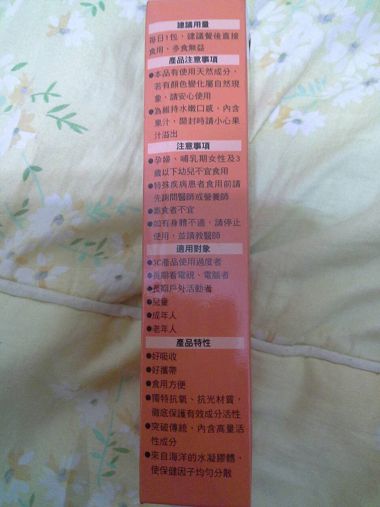 建議用量
每日1包，建議餐後直接
食用、多食無益
產品注意事項
●本品有使用天然成分，
若有顏色變化屬自然現
象，請安心使用
●為維持水嫩口感，內含
果汁，開封時請小心果
汁溢出
注意事項
●孕婦、哺乳期女性及3
歲以下幼兒不宜食用
●特殊疾病患者食用前請
先詢問醫師或營養師
●素食者不宜
●如有身體不適，請停止
使用，並請教醫師
適用對象
●3C產品使用過度者
●長期看電視、電腦者
●長期戶外活動者
●兒童
●成年人
●老年人
產品特性
●好吸收
●好攜帶
●食用方便
●獨特抗氧、抗光材質，
徹底保護有效成分活性
●突破傳統，內含高量活
性成分
●來自海洋的水凝膠體，
使保健因子均勻分散